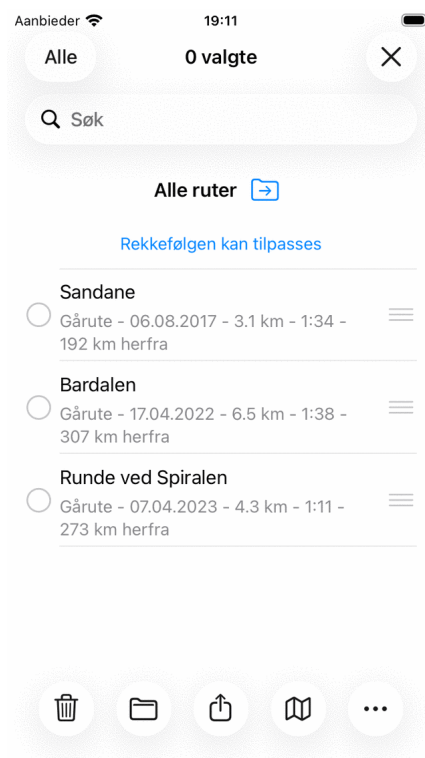 Aanbieder 19:11
Alle 0 valgte
Søk
Alle ruter
Rekkefølgen kan tilpasses
Sandane
Gårute - 06.08.2017 - 3.1 km - 1:34 -
192 km herfra
Bardalen
Gårute - 17.04.2022 - 6.5 km - 1:38 -
307 km herfra
Runde ved Spiralen
Gårute - 07.04.2023 - 4.3 km - 1:11 -
273 km herfra